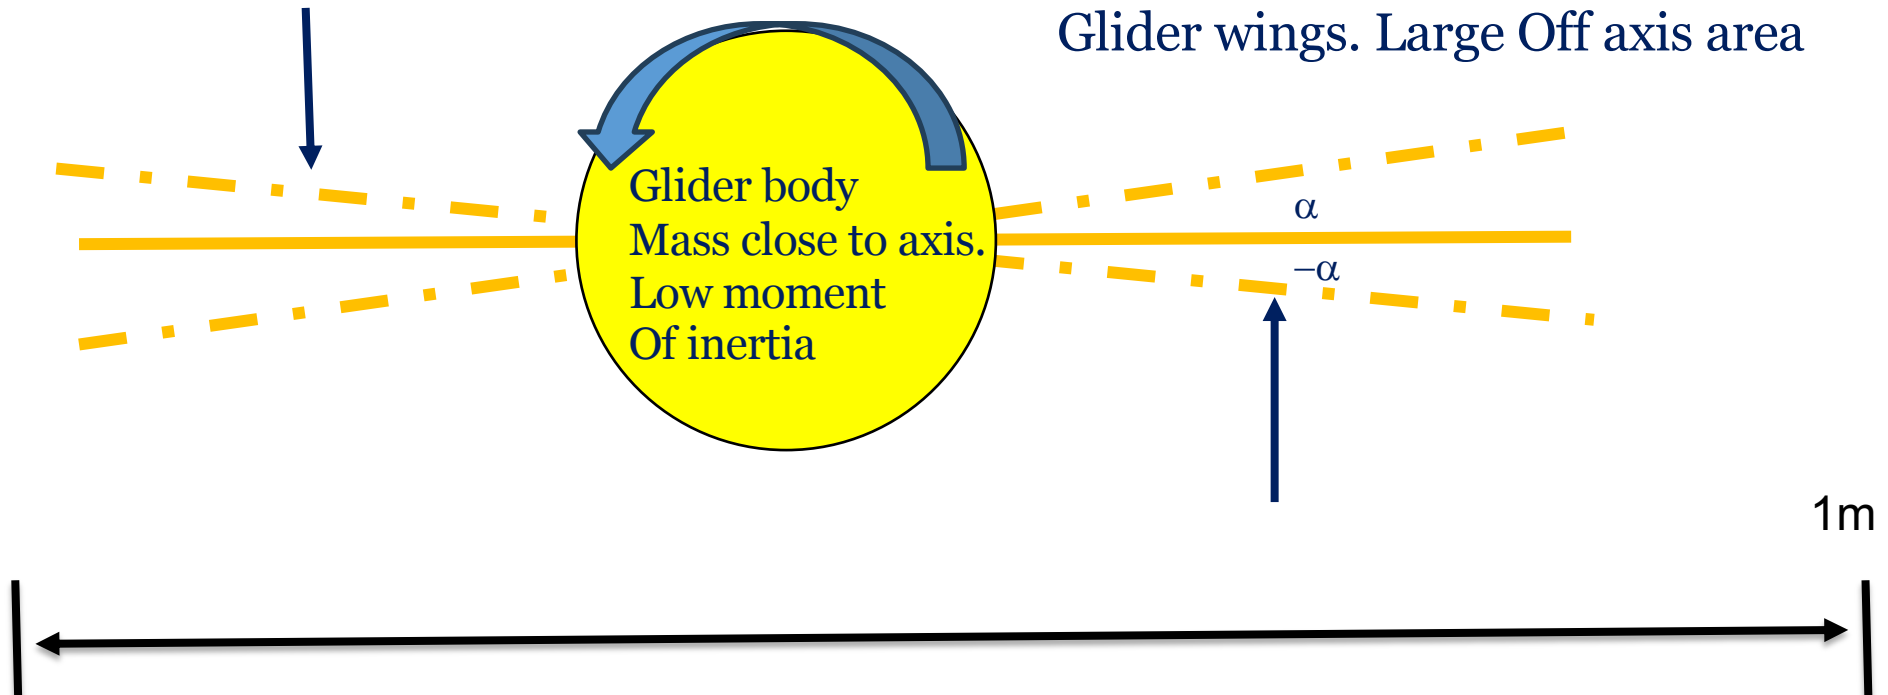 Glider wings. Large Off axis area
Glider body
Mass close to axis.
Low moment
Of inertia
α
−α
1m